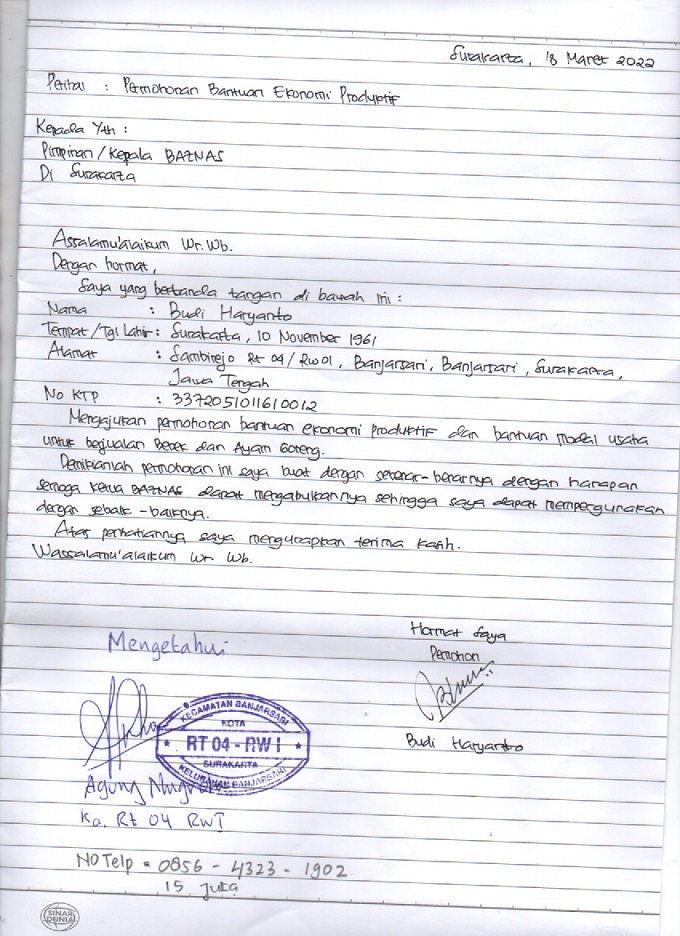 Surakarta, 18 Maret 2022
Perihal : Permohonan Bantuan Ekonomi Produktif
Kepada Yth :
Pimpinan/Kepala BAZNAS
Di Surakarta
Assalamu'alaikum Wr. Wb.
Dengan hormat,
Saya yang bertanda tangan di bawah ini :
Nama : Budi Haryanto
Tempat/Tgl Lahir : Surakarta, 10 November 1961
Alamat : Sambirejo Rt 04/RW 01, Banjarsari, Banjarsari, Surakarta,
Jawa Tengah
No KTP : 3372051011610012
Mengajukan permohonan bantuan ekonomi produktif dan bantuan modal usaha
untuk berjualan Bebek dan Ayam Goreng.
Demikianlah permohonan ini saya buat dengan sebenar-benarnya dengan harapan
semoga Ketua BAZNAS dapat mengabulkannya sehingga saya dapat mempergunakan
dengan sebaik-baiknya.
Atas perhatiannya saya mengucapkan terima kasih.
Wassalamu'alaikum Wr. Wb.
Hormat Saya
Mengetahui
Pemohon
KECAMATAN BANJARSARI
KOTA
RT 04 - RW I
SURAKARTA
KELURAHAN BANJARSARI
Budi Haryanto
Agung
Ka. Rt 04 RW I
NO Telp = 0856 - 4323 - 1902
15 Juta
SINAR DUNIA